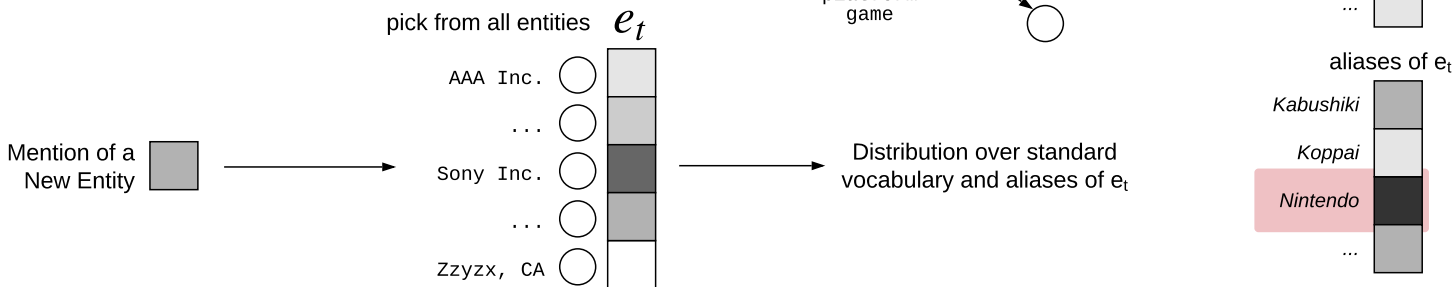 game
...
pick from all entities e_t
aliases of e_t
AAA Inc.
Kabushiki
...
Mention of a
New Entity
Sony Inc.
Distribution over standard
vocabulary and aliases of e_t
Koppai
Nintendo
...
...
Zzyzx, CA